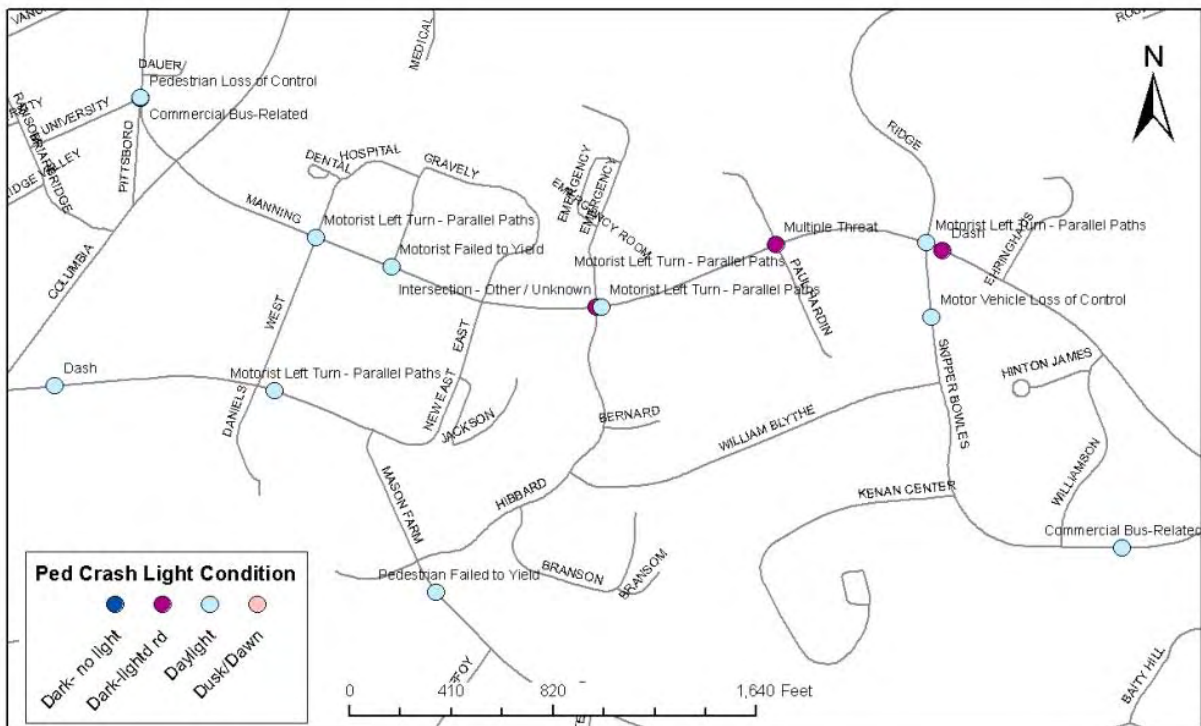 DAUER
MEDICAL
Pedestrian Loss of Control
Commercial Bus-Related
UNIVERSITY
PITTSBORO
COLUMBIA
MANNING
DENTAL
HOSPITAL
GRAVELY
EMERGENCY
EMERGENCY
EMERGENCY ROOM
RIDGE
N
Motorist Left Turn - Parallel Paths
Motorist Failed to Yield
Motorist Left Turn - Parallel Paths
Multiple Threat
Motorist Left Turn - Parallel Paths
Dash
EHRINGHAUS
PAUL HARDIN
Intersection - Other / Unknown
Motorist Left Turn - Parallel Paths
Motor Vehicle Loss of Control
WEST
EAST
SKIPPER BOWLES
HINTON JAMES
Dash
Motorist Left Turn - Parallel Paths
DANIELS
NEW EAST
JACKSON
BERNARD
WILLIAM BLYTHE
MASON FARM
HIBBARD
KENAN CENTER
WILLIAMSON
Commercial Bus-Related
Pedestrian Failed to Yield
BRANSON
BRANSOM
BAITY HILL
Ped Crash Light Condition
Dark- no light
Dark-lightd rd
Daylight
Dusk/Dawn
0 410 820 1,640 Feet